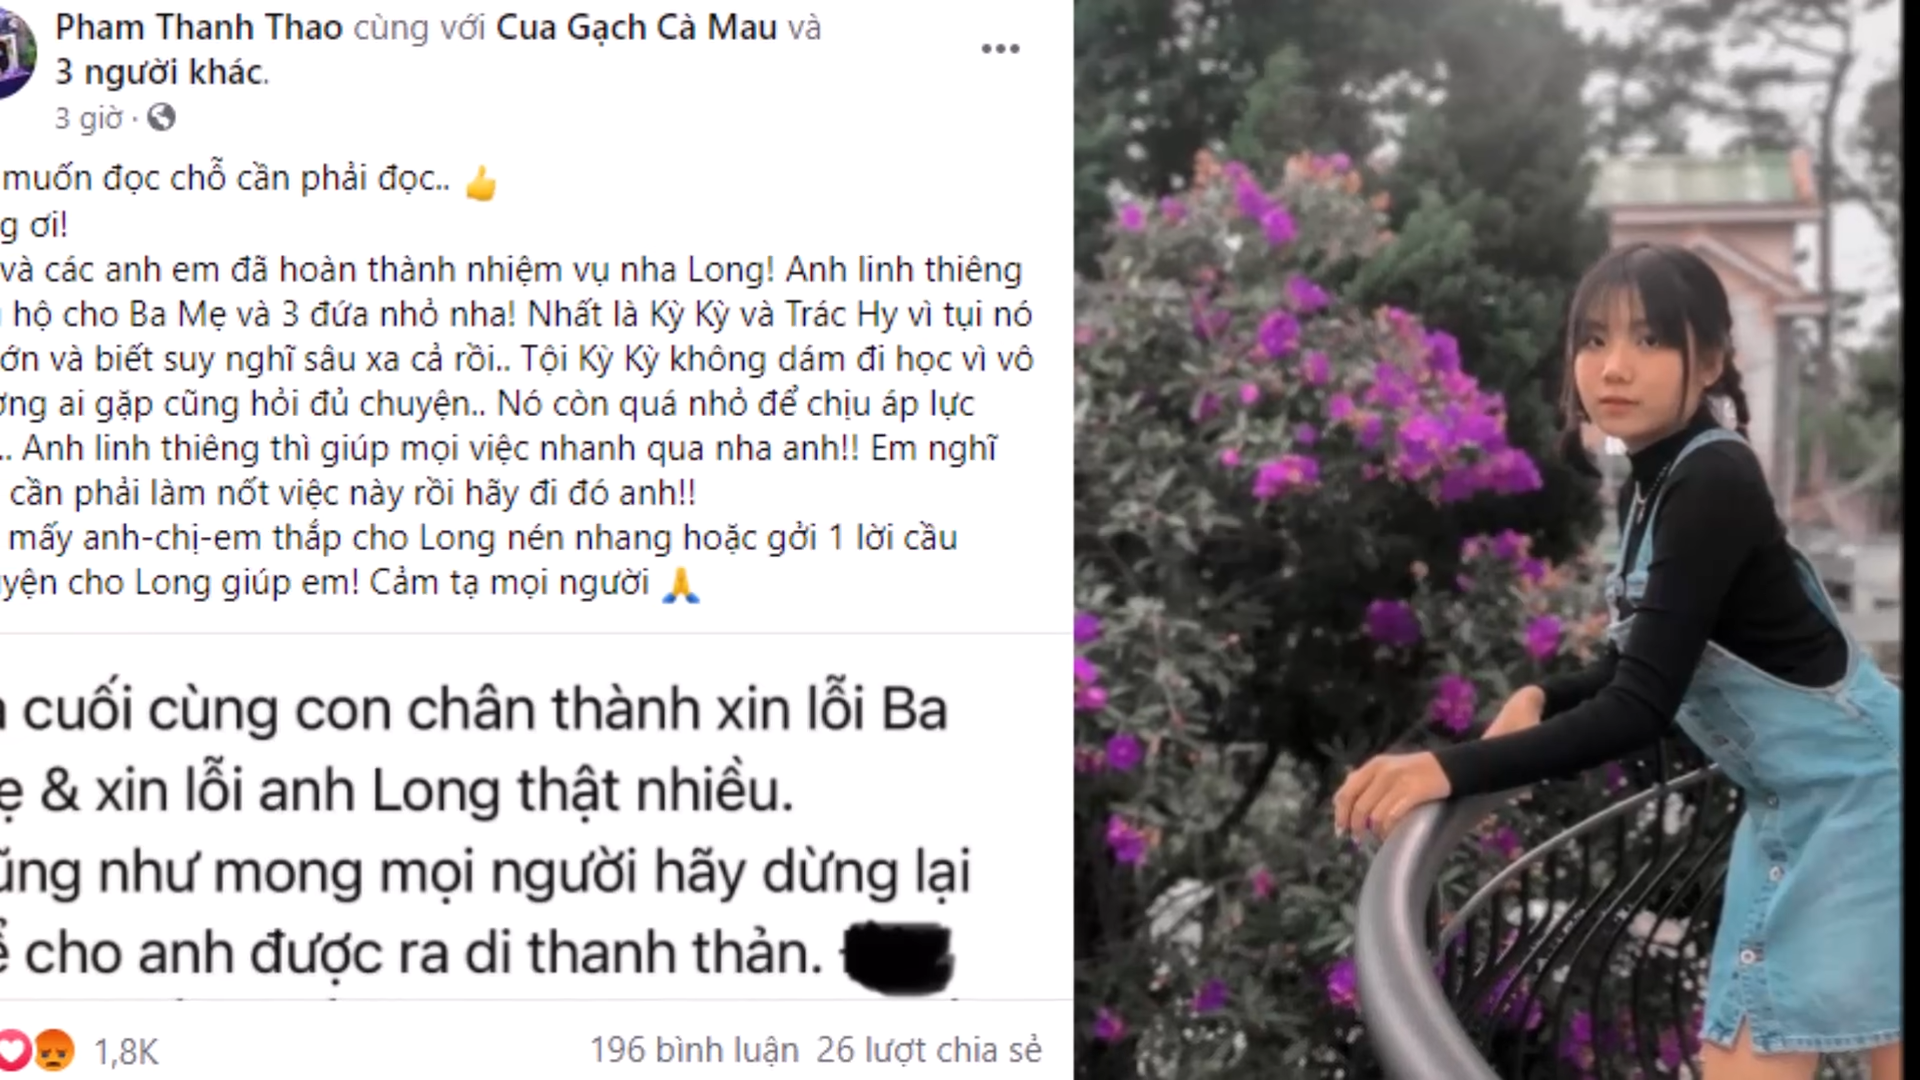 Pham Thanh Thao cùng với Cua Gạch Cà Mau và
3 người khác.
3 giờ ·
muốn đọc chỗ cần phải đọc.. 👍
g ơi!
và các anh em đã hoàn thành nhiệm vụ nha Long! Anh linh thiêng
hộ cho Ba Mẹ và 3 đứa nhỏ nha! Nhất là Kỳ Kỳ và Trác Hy vì tụi nó
ớn và biết suy nghĩ sâu xa cả rồi.. Tội Kỳ Kỳ không dám đi học vì vô
ờng ai gặp cũng hỏi đủ chuyện.. Nó còn quá nhỏ để chịu áp lực
.. Anh linh thiêng thì giúp mọi việc nhanh qua nha anh!! Em nghĩ
cần phải làm nốt việc này rồi hãy đi đó anh!!
mấy anh-chị-em thắp cho Long nén nhang hoặc gởi 1 lời cầu
yện cho Long giúp em! Cảm tạ mọi người 🙏
cuối cùng con chân thành xin lỗi Ba
ẹ & xin lỗi anh Long thật nhiều.
ũng như mong mọi người hãy dừng lại
ể cho anh được ra di thanh thản.
1,8K 196 bình luận 26 lượt chia sẻ